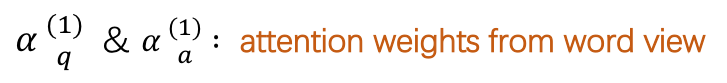 α_q^(1) & α_a^(1) : attention weights from word view